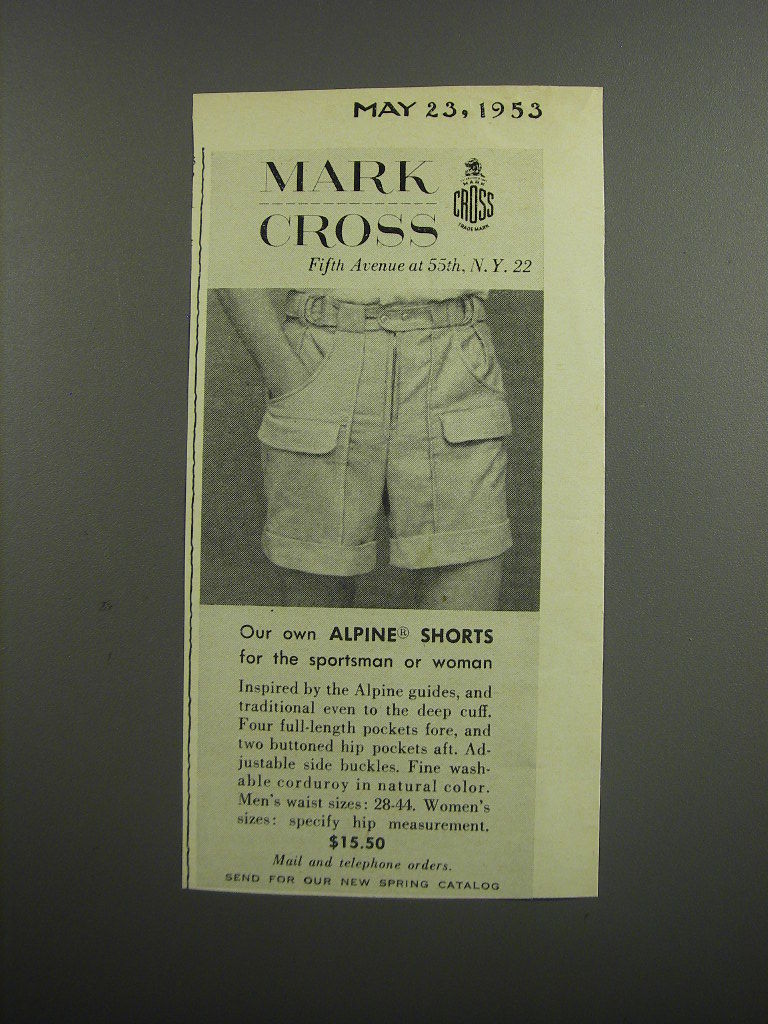 MAY 23, 1953
MARK
CROSS
MARK
CROSS
TRADE MARK
Fifth Avenue at 55th, N. Y. 22
Our own ALPINE® SHORTS
for the sportsman or woman
Inspired by the Alpine guides, and
traditional even to the deep cuff.
Four full-length pockets fore, and
two buttoned hip pockets aft. Ad-
justable side buckles. Fine wash-
able corduroy in natural color.
Men's waist sizes: 28-44. Women's
sizes: specify hip measurement.
$15.50
Mail and telephone orders.
SEND FOR OUR NEW SPRING CATALOG